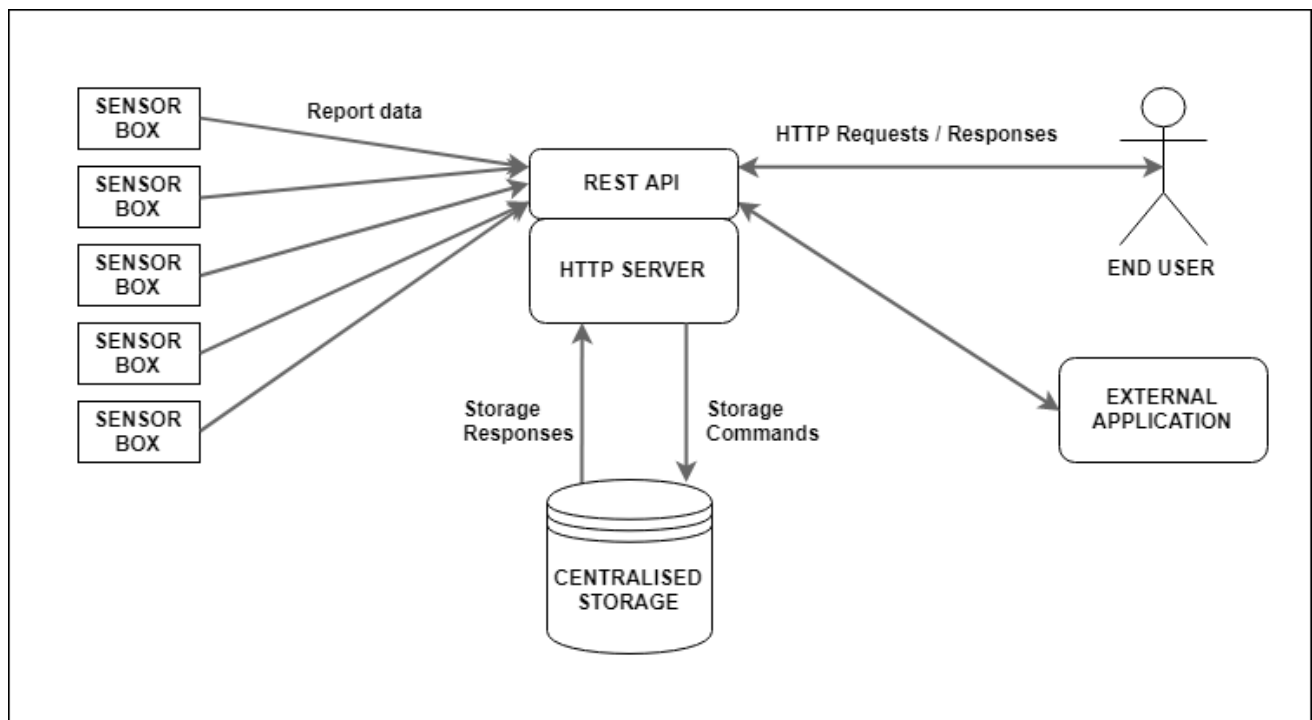 SENSOR
BOX
Report data
HTTP Requests / Responses
SENSOR
BOX
REST API
SENSOR
BOX
HTTP SERVER
END USER
SENSOR
BOX
SENSOR
BOX
Storage
Responses
Storage
Commands
EXTERNAL
APPLICATION
CENTRALISED
STORAGE